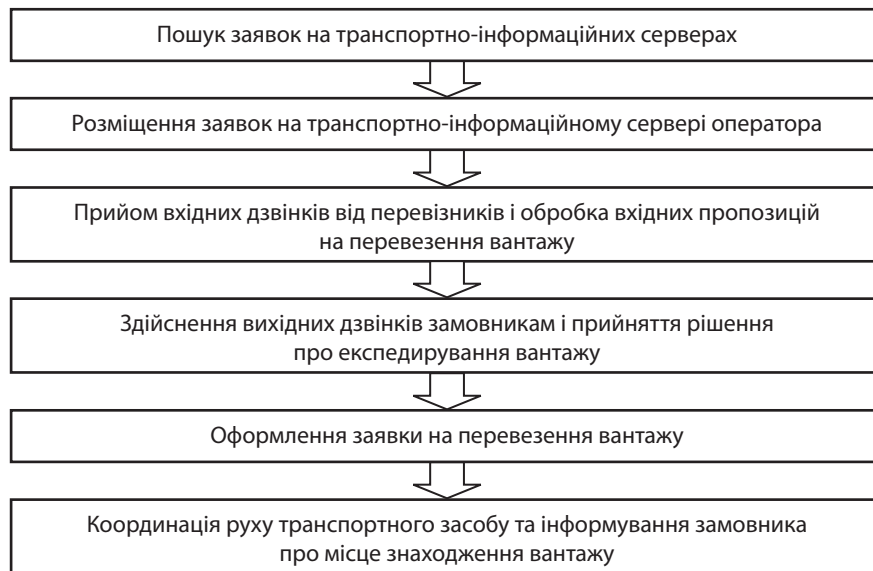 Пошук заявок на транспортно-інформаційних серверах
Розміщення заявок на транспортно-інформаційному сервері оператора
Прийом вхідних дзвінків від перевізників і обробка вхідних пропозицій
на перевезення вантажу
Здійснення вихідних дзвінків замовникам і прийняття рішення
про експедирування вантажу
Оформлення заявки на перевезення вантажу
Координація руху транспортного засобу та інформування замовника
про місце знаходження вантажу